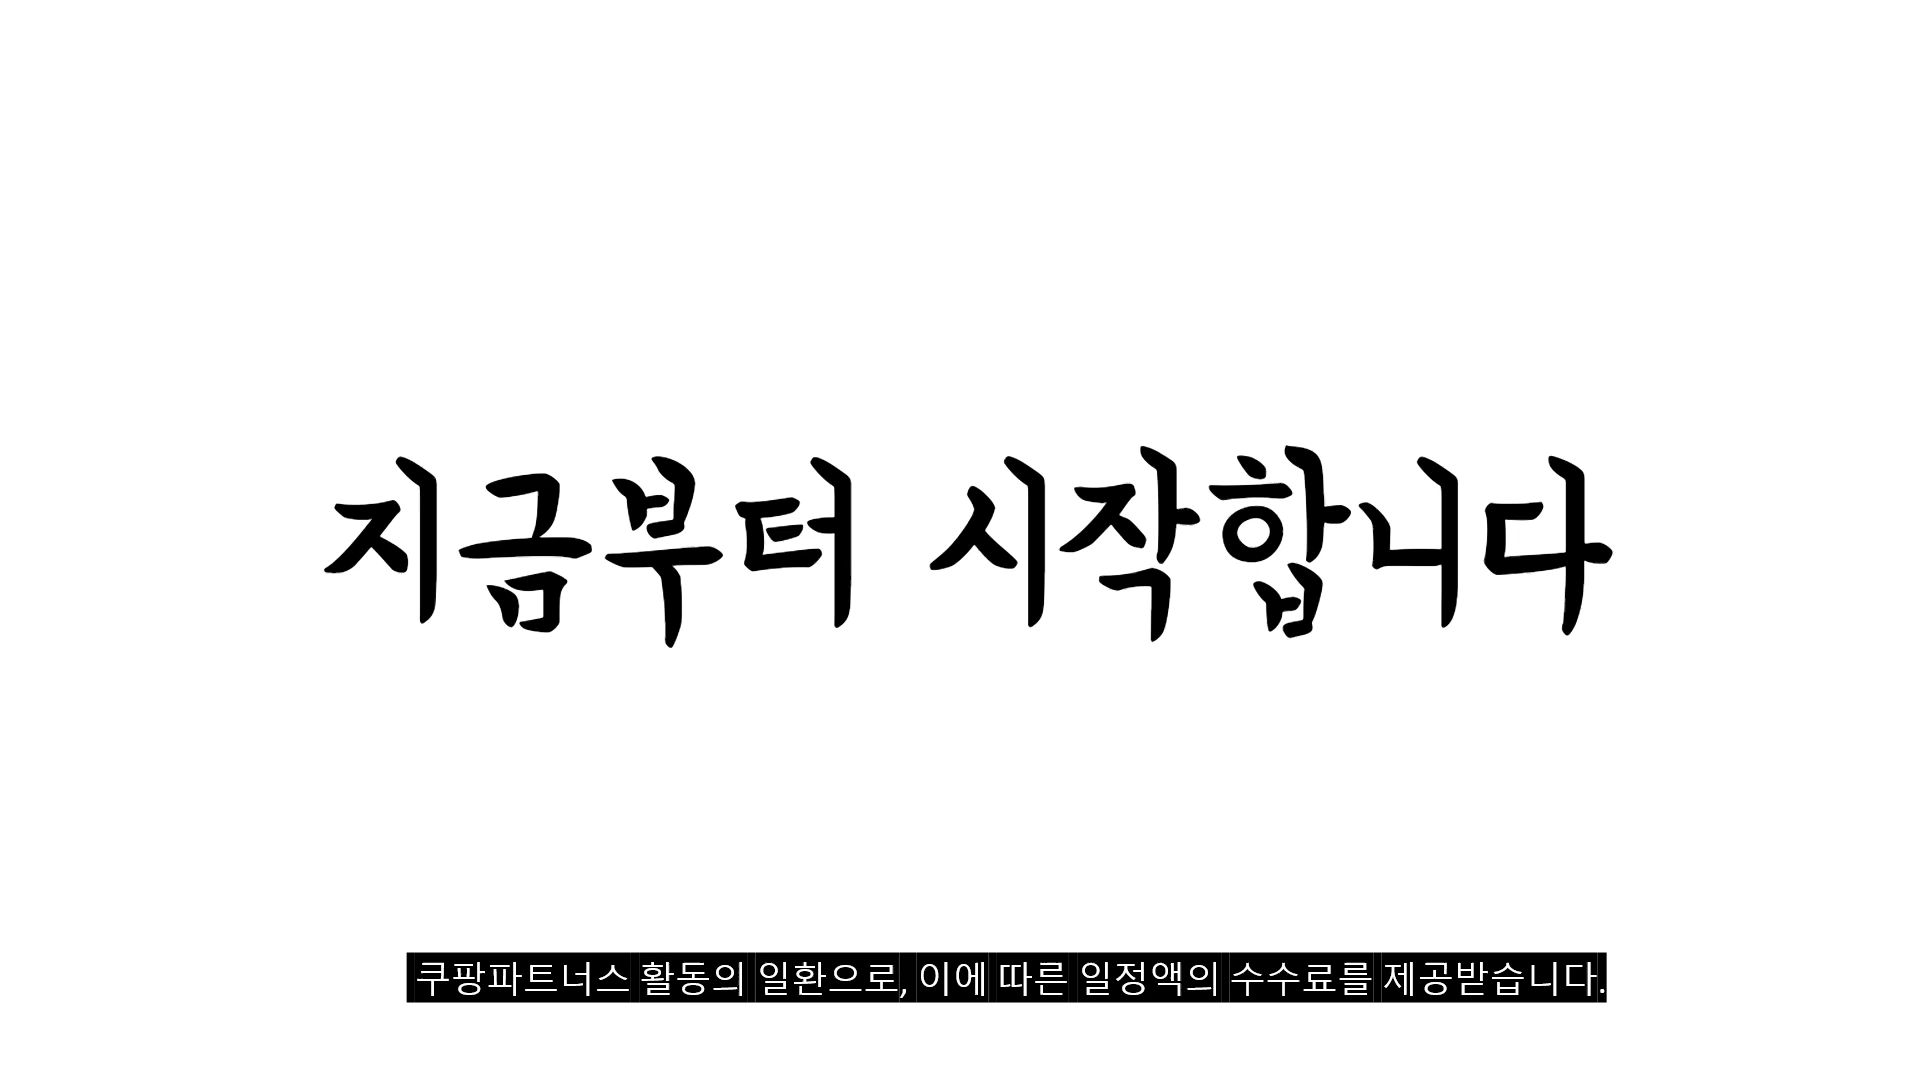 지금부터 시작합니다
쿠팡파트너스 활동의 일환으로, 이에 따른 일정액의 수수료를 제공받습니다.